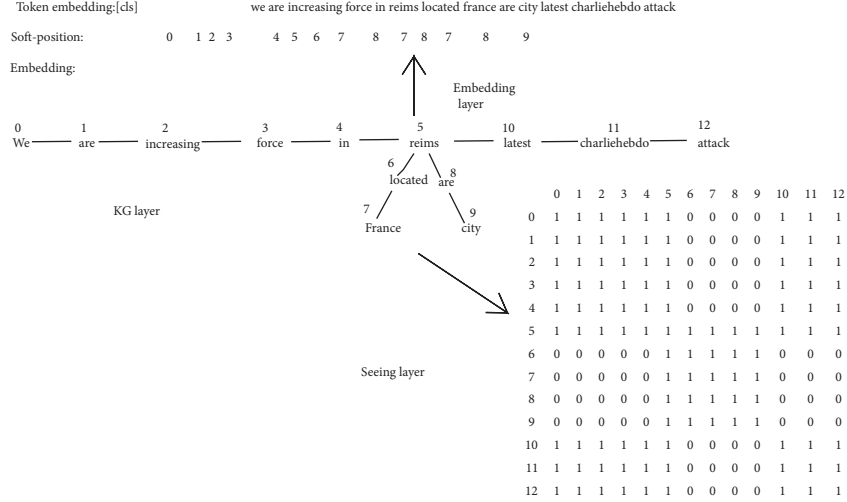 Token embedding:[cls] we are increasing force in reims located france are city latest charliehebdo attack
Soft-position: 0 1 2 3 4 5 6 7 8 7 8 7 8 9
Embedding:
Embedding
layer
0 1 2 3 4 5 10 11 12
We are increasing force in reims latest charliehebdo attack
6 8
located are
7 9
France city
KG layer
Seeing layer
0 1 2 3 4 5 6 7 8 9 10 11 12
0 1 1 1 1 1 1 0 0 0 0 1 1 1
1 1 1 1 1 1 1 0 0 0 0 1 1 1
2 1 1 1 1 1 1 0 0 0 0 1 1 1
3 1 1 1 1 1 1 0 0 0 0 1 1 1
4 1 1 1 1 1 1 0 0 0 0 1 1 1
5 1 1 1 1 1 1 1 1 1 1 1 1 1
6 0 0 0 0 0 1 1 1 1 1 0 0 0
7 0 0 0 0 0 1 1 1 1 1 0 0 0
8 0 0 0 0 0 1 1 1 1 1 0 0 0
9 0 0 0 0 0 1 1 1 1 1 0 0 0
10 1 1 1 1 1 1 0 0 0 0 1 1 1
11 1 1 1 1 1 1 0 0 0 0 1 1 1
12 1 1 1 1 1 1 0 0 0 0 1 1 1